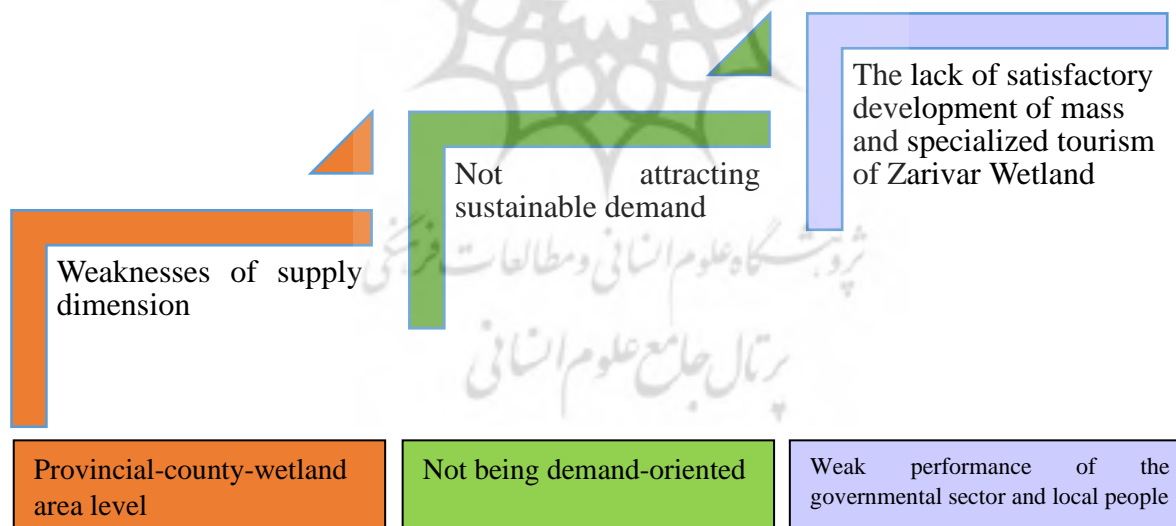 The lack of satisfactory
development of mass
and specialized tourism
of Zarivar Wetland
Not attracting
sustainable demand
Weaknesses of supply
dimension
پژوهشگاه علوم انسانی و مطالعات فرهنگی
پرتال جامع علوم انسانی
Provincial-county-wetland
area level
Not being demand-oriented
Weak performance of the
governmental sector and local people